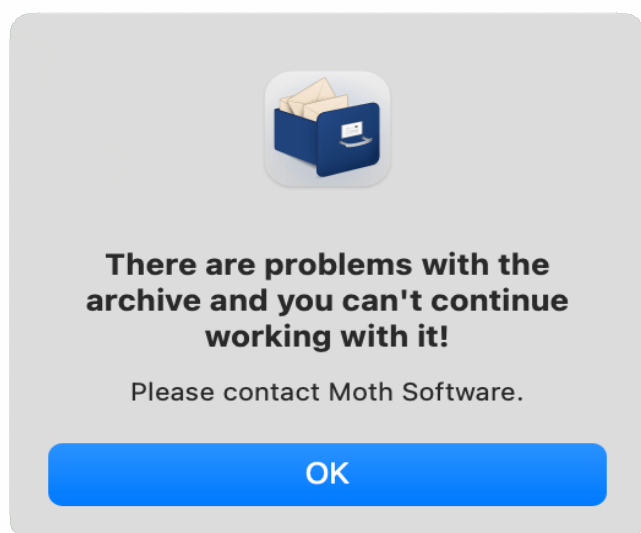 There are problems with the
archive and you can't continue
working with it!
Please contact Moth Software.
OK